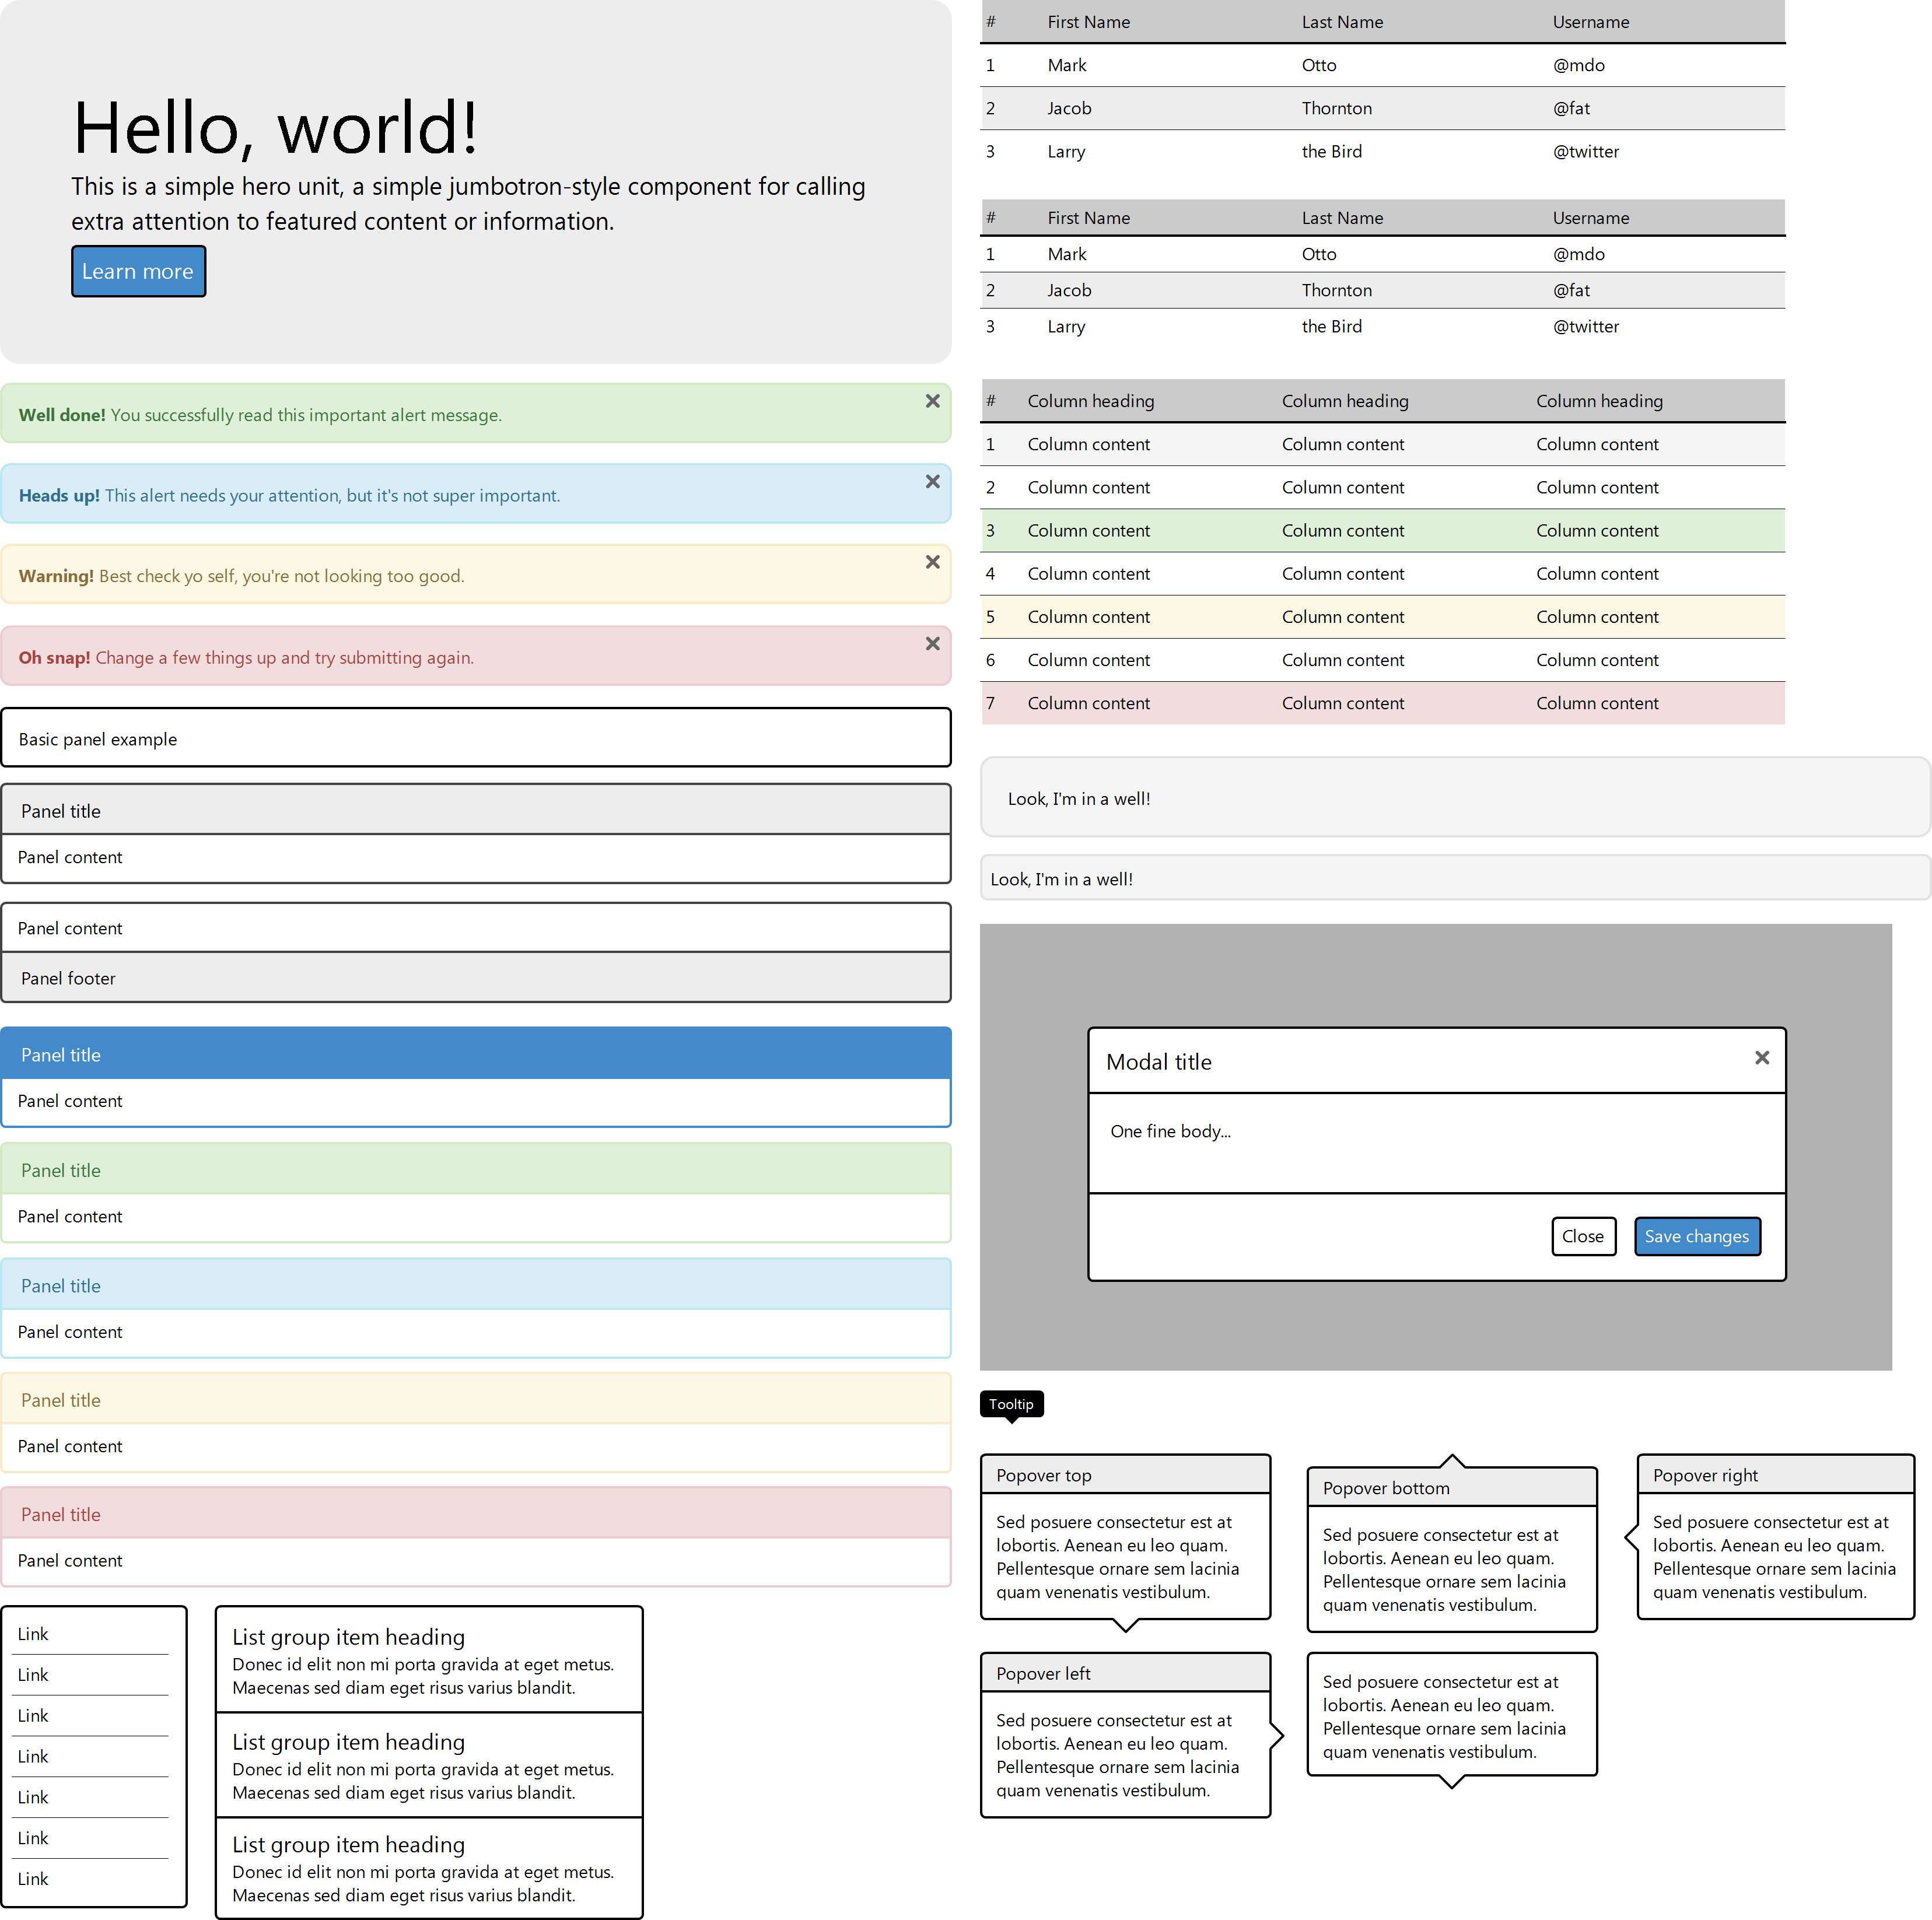 Hello, world!
This is a simple hero unit, a simple jumbotron-style component for calling
extra attention to featured content or information.
Learn more
Well done! You successfully read this important alert message.
Heads up! This alert needs your attention, but it's not super important.
Warning! Best check yo self, you're not looking too good.
Oh snap! Change a few things up and try submitting again.
Basic panel example
Panel title
Panel content
Panel content
Panel footer
Panel title
Panel content
Panel title
Panel content
Panel title
Panel content
Panel title
Panel content
Panel title
Panel content
Link
Link
Link
Link
Link
Link
Link
List group item heading
Donec id elit non mi porta gravida at eget metus.
Maecenas sed diam eget risus varius blandit.
List group item heading
Donec id elit non mi porta gravida at eget metus.
Maecenas sed diam eget risus varius blandit.
List group item heading
Donec id elit non mi porta gravida at eget metus.
Maecenas sed diam eget risus varius blandit.
# First Name Last Name Username
1 Mark Otto @mdo
2 Jacob Thornton @fat
3 Larry the Bird @twitter
# First Name Last Name Username
1 Mark Otto @mdo
2 Jacob Thornton @fat
3 Larry the Bird @twitter
# Column heading Column heading Column heading
1 Column content Column content Column content
2 Column content Column content Column content
3 Column content Column content Column content
4 Column content Column content Column content
5 Column content Column content Column content
6 Column content Column content Column content
7 Column content Column content Column content
Look, I'm in a well!
Look, I'm in a well!
Modal title
One fine body...
Close Save changes
Tooltip
Popover top
Sed posuere consectetur est at
lobortis. Aenean eu leo quam.
Pellentesque ornare sem lacinia
quam venenatis vestibulum.
Popover bottom
Sed posuere consectetur est at
lobortis. Aenean eu leo quam.
Pellentesque ornare sem lacinia
quam venenatis vestibulum.
Popover right
Sed posuere consectetur est at
lobortis. Aenean eu leo quam.
Pellentesque ornare sem lacinia
quam venenatis vestibulum.
Popover left
Sed posuere consectetur est at
lobortis. Aenean eu leo quam.
Pellentesque ornare sem lacinia
quam venenatis vestibulum.
Sed posuere consectetur est at
lobortis. Aenean eu leo quam.
Pellentesque ornare sem lacinia
quam venenatis vestibulum.